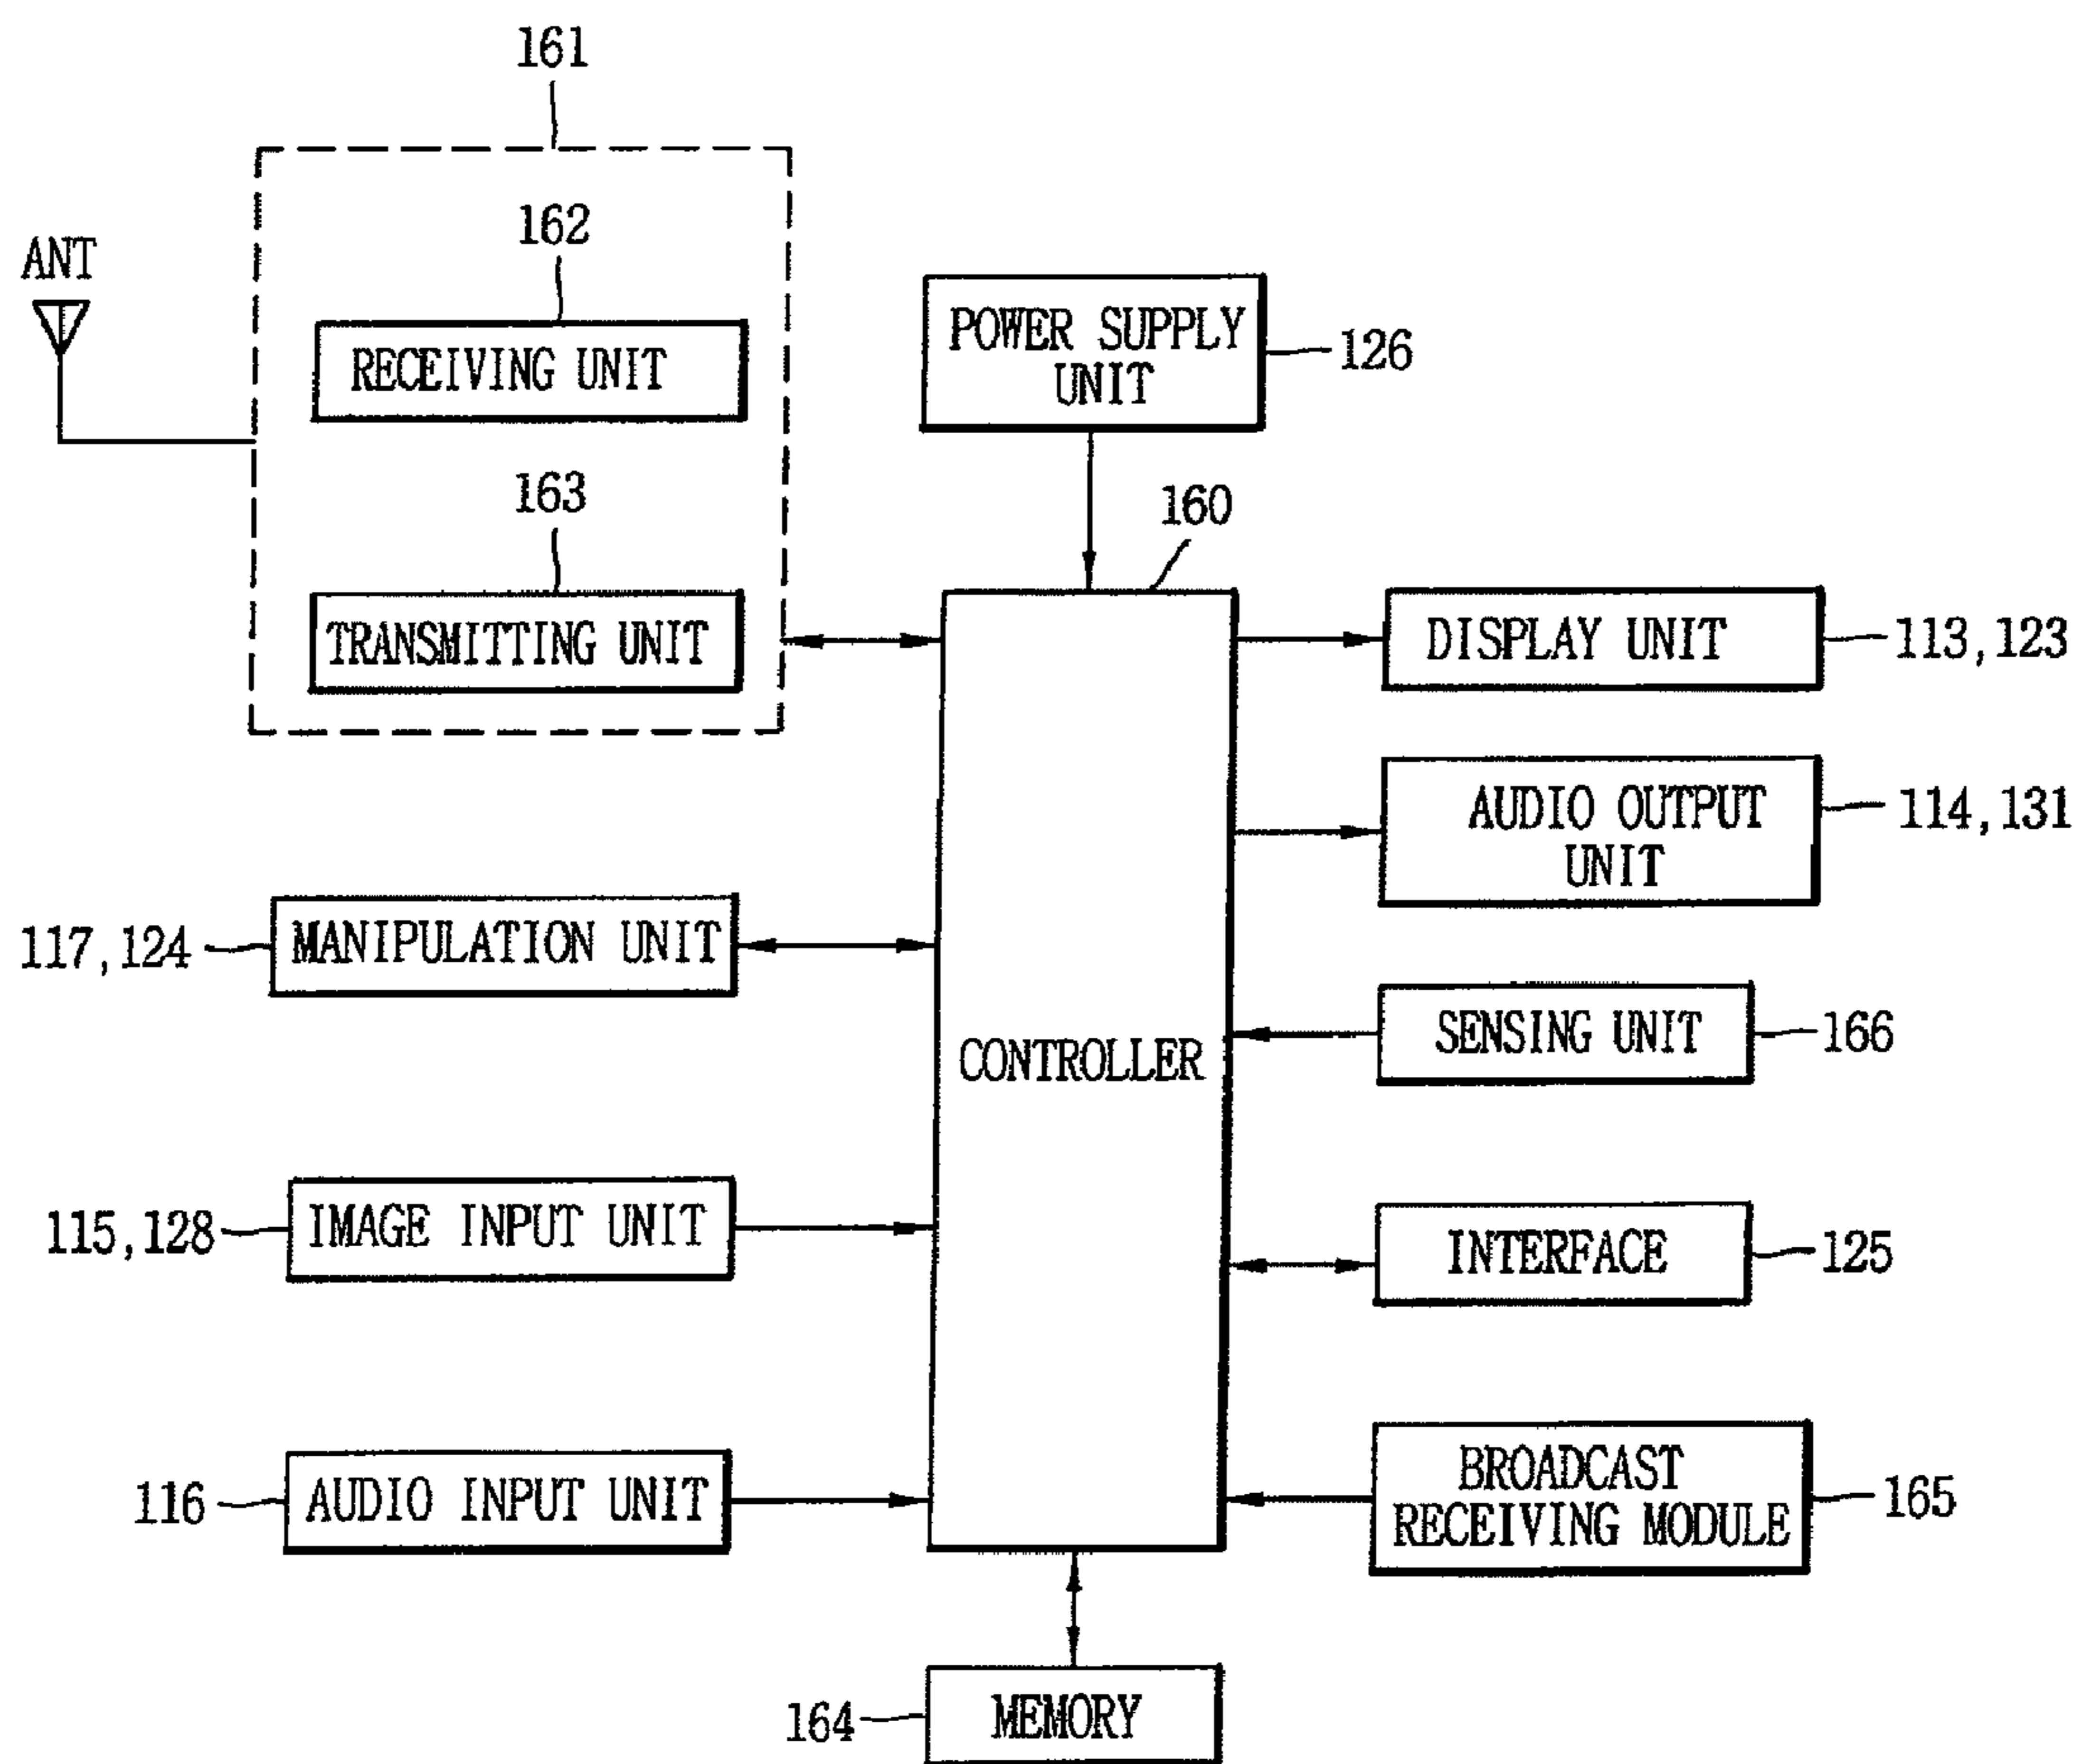 161
162
ANT
RECEIVING UNIT
POWER SUPPLY
UNIT
126
163
160
TRANSMITTING UNIT
DISPLAY UNIT
113,123
AUDIO OUTPUT
UNIT
114,131
117,124
MANIPULATION UNIT
SENSING UNIT
166
CONTROLLER
115,128
IMAGE INPUT UNIT
INTERFACE
125
116
AUDIO INPUT UNIT
BROADCAST
RECEIVING MODULE
165
164
MEMORY